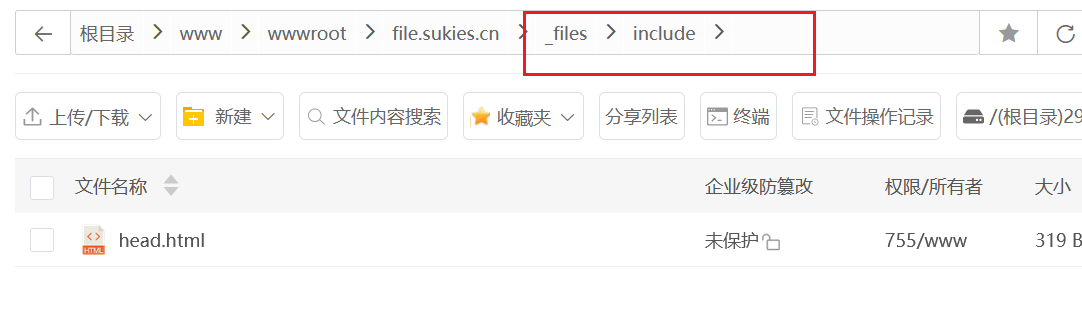 根目录 www wwwroot file.sukies.cn _files include
上传/下载 新建 文件内容搜索 收藏夹 分享列表 终端 文件操作记录 /(根目录)29
文件名称 企业级防篡改 权限/所有者 大小
HTML head.html 未保护 755/www 319 B